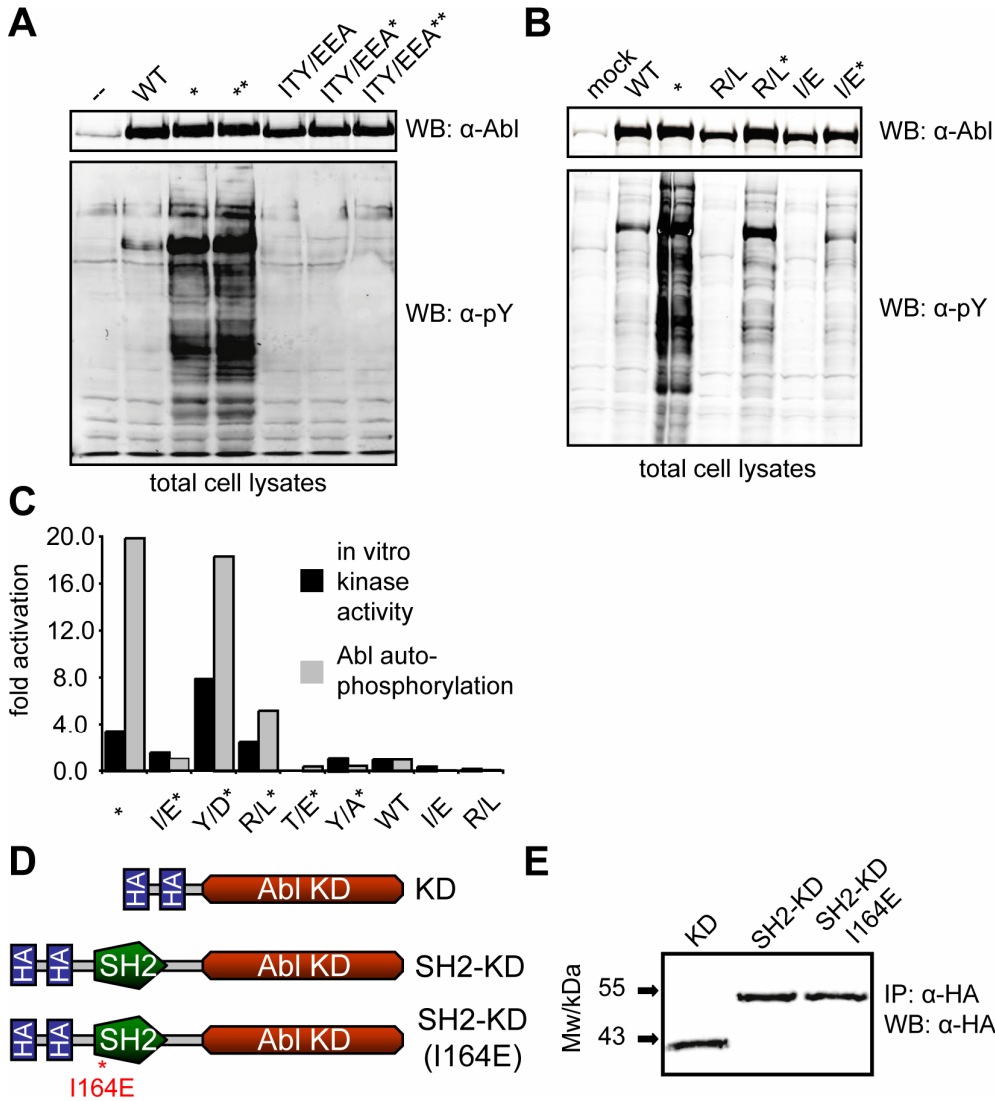 A
--
WT
*
**
ITY/EEA
ITY/EEA*
ITY/EEA**
WB: α-Abl
WB: α-pY
total cell lysates
B
mock
WT
*
R/L
R/L*
I/E
I/E*
WB: α-Abl
WB: α-pY
total cell lysates
C
fold activation
20.0
16.0
12.0
8.0
4.0
0.0
in vitro
kinase
activity
Abl auto-
phosphorylation
*
I/E*
Y/D*
R/L*
T/E*
Y/A*
WT
I/E
R/L
D
HA HA Abl KD KD
HA HA SH2 Abl KD SH2-KD
HA HA SH2 Abl KD SH2-KD
(I164E)
*
I164E
E
KD
SH2-KD
SH2-KD
I164E
Mw/kDa
55
43
IP: α-HA
WB: α-HA